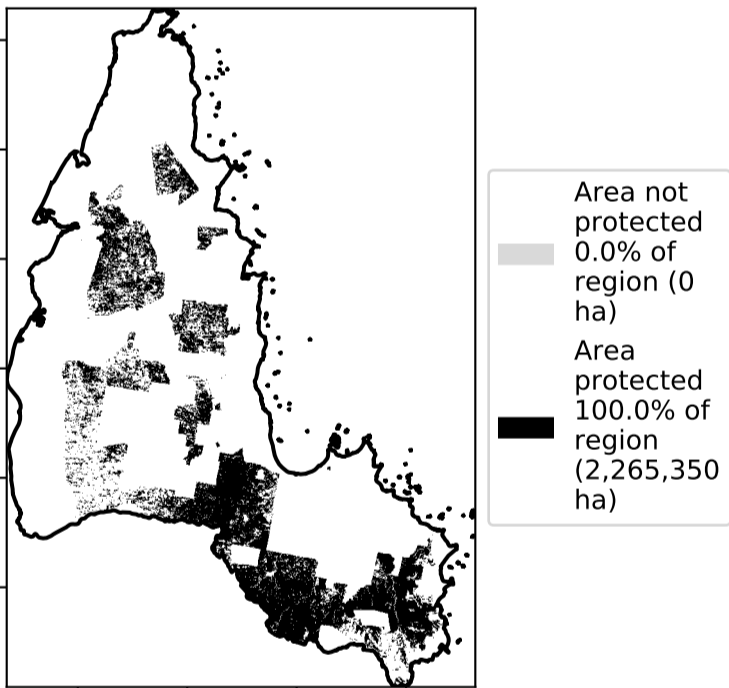 Area not
protected
0.0% of
region (0
ha)
Area
protected
100.0% of
region
(2,265,350
ha)